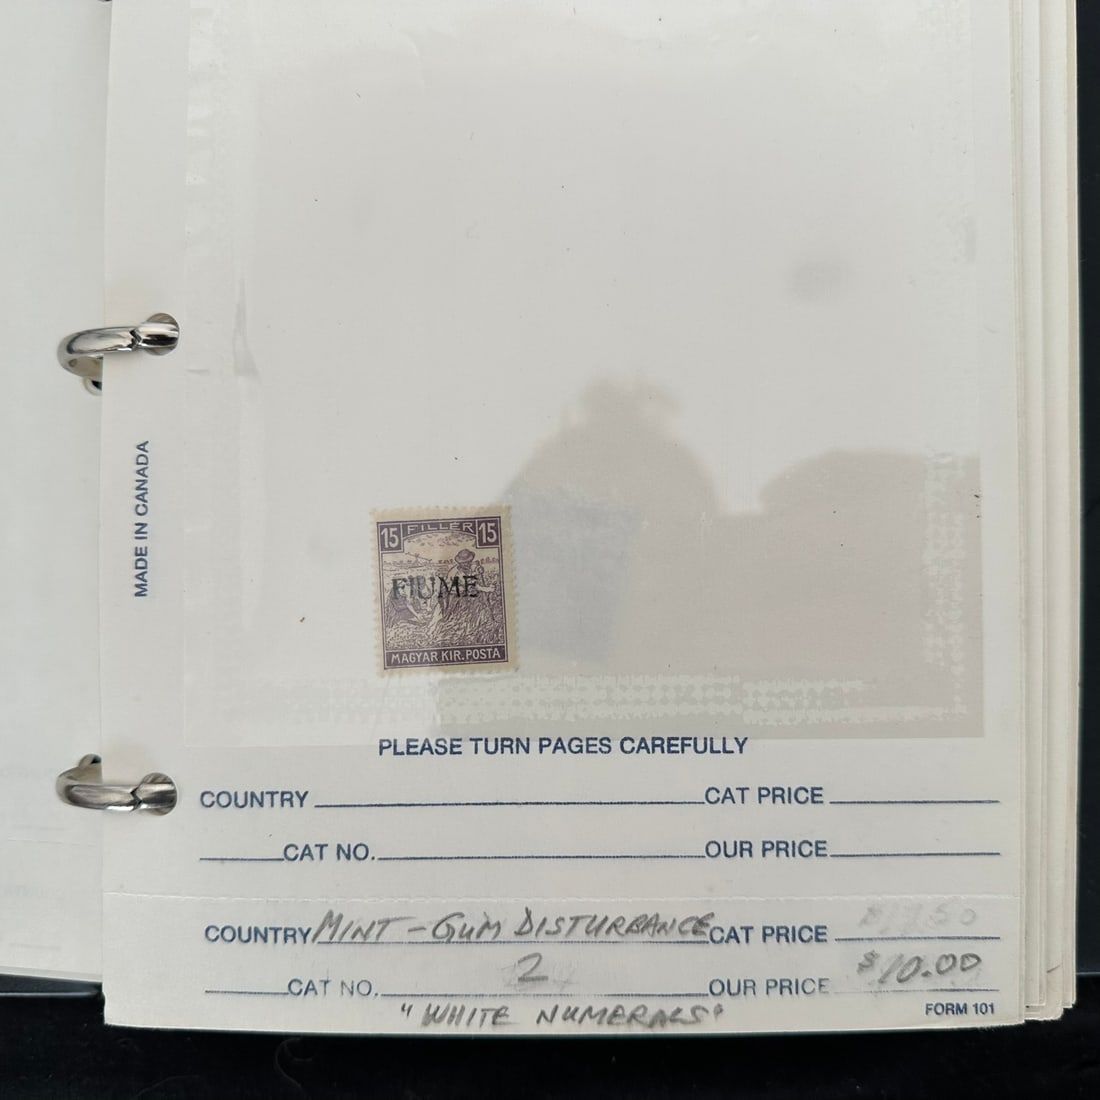 MADE IN CANADA
15 FILLER 15
FIUME
MAGYAR KIR. POSTA
PLEASE TURN PAGES CAREFULLY
COUNTRY CAT PRICE
CAT NO. OUR PRICE
COUNTRY MINT - GUM DISTURBANCE CAT PRICE $17.50
CAT NO. 2 OUR PRICE $10.00
"WHITE NUMERALS" FORM 101